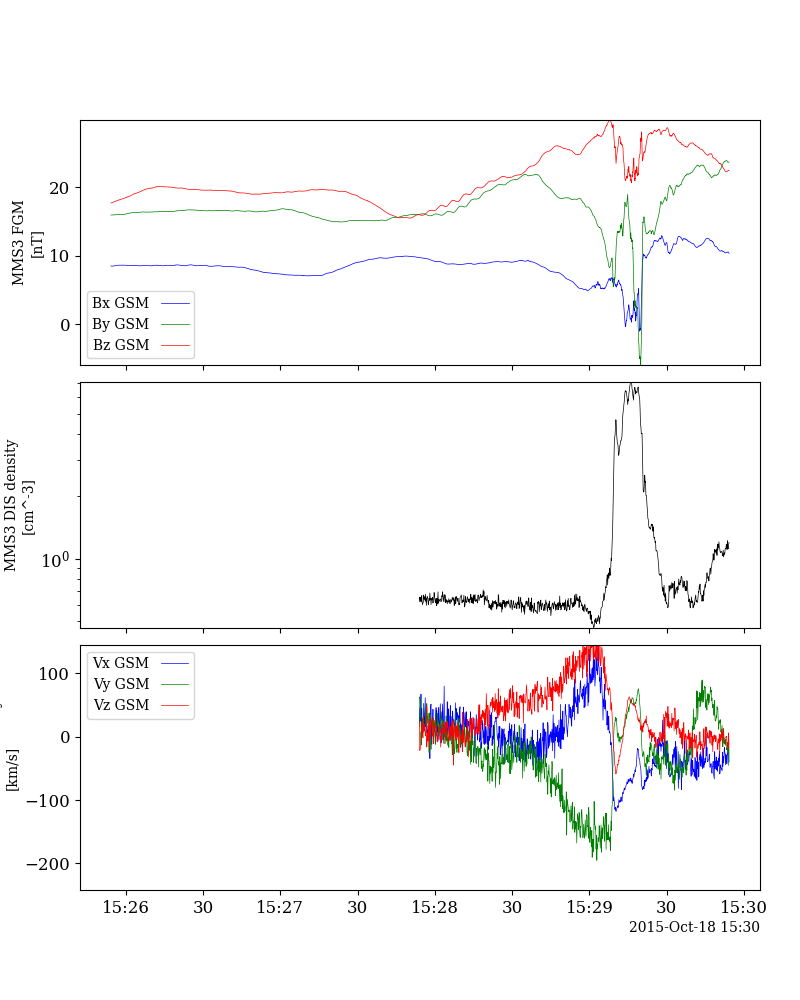 MMS3 FGM
[nT]
20
10
0
Bx GSM
By GSM
Bz GSM
MMS3 DIS density
[cm^-3]
10^0
Vx GSM
Vy GSM
Vz GSM
[km/s]
100
0
−100
−200
15:26 30 15:27 30 15:28 30 15:29 30 15:30
2015-Oct-18 15:30